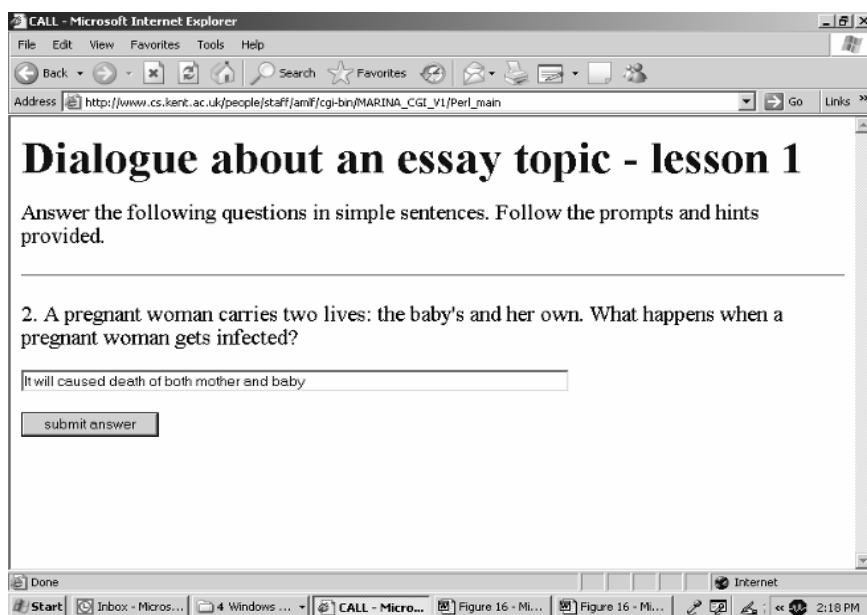 CALL - Microsoft Internet Explorer
File Edit View Favorites Tools Help
Back Search Favorites
Address http://www.cs.kent.ac.uk/people/staff/amlf/cgi-bin/MARINA_CGI_V1/Perl_main Go Links »
Dialogue about an essay topic - lesson 1
Answer the following questions in simple sentences. Follow the prompts and hints
provided.
2. A pregnant woman carries two lives: the baby's and her own. What happens when a
pregnant woman gets infected?
It will caused death of both mother and baby
submit answer
Done Internet
Start Inbox - Micros... 4 Windows ... CALL - Micro... Figure 16 - Mi... Figure 16 - Mi... « 2:18 PM